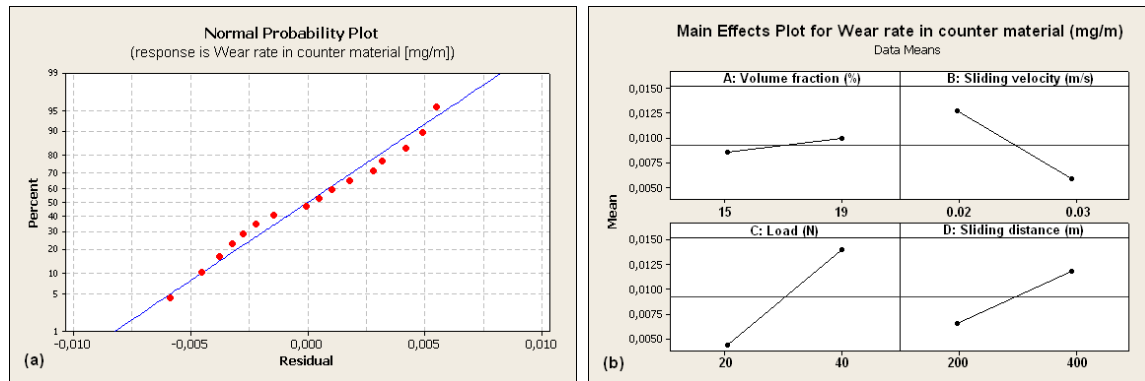 Normal Probability Plot
(response is Wear rate in counter material [mg/m])
99
95
90
80
70
60
50
40
30
20
10
5
1
Percent
-0,010 -0,005 0,000 0,005 0,010
Residual
(a)
Main Effects Plot for Wear rate in counter material (mg/m)
Data Means
A: Volume fraction (%) B: Sliding velocity (m/s)
0,0150
0,0125
0,0100
0,0075
0,0050
15 19 0.02 0.03
Mean
C: Load (N) D: Sliding distance (m)
0,0150
0,0125
0,0100
0,0075
0,0050
20 40 200 400
(b)